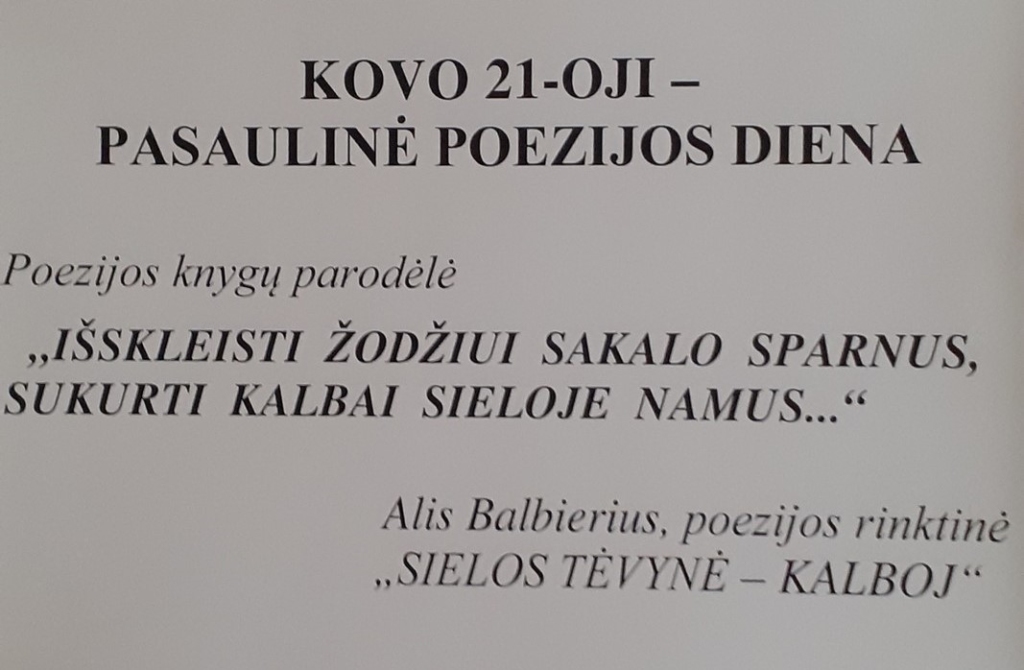 KOVO 21-OJI –
PASAULINĖ POEZIJOS DIENA
Poezijos knygų parodėlė
„IŠSKLEISTI ŽODŽIUI SAKALO SPARNUS,
SUKURTI KALBAI SIELOJE NAMUS...“
Alis Balbierius, poezijos rinktinė
„SIELOS TĖVYNĖ – KALBOJ“